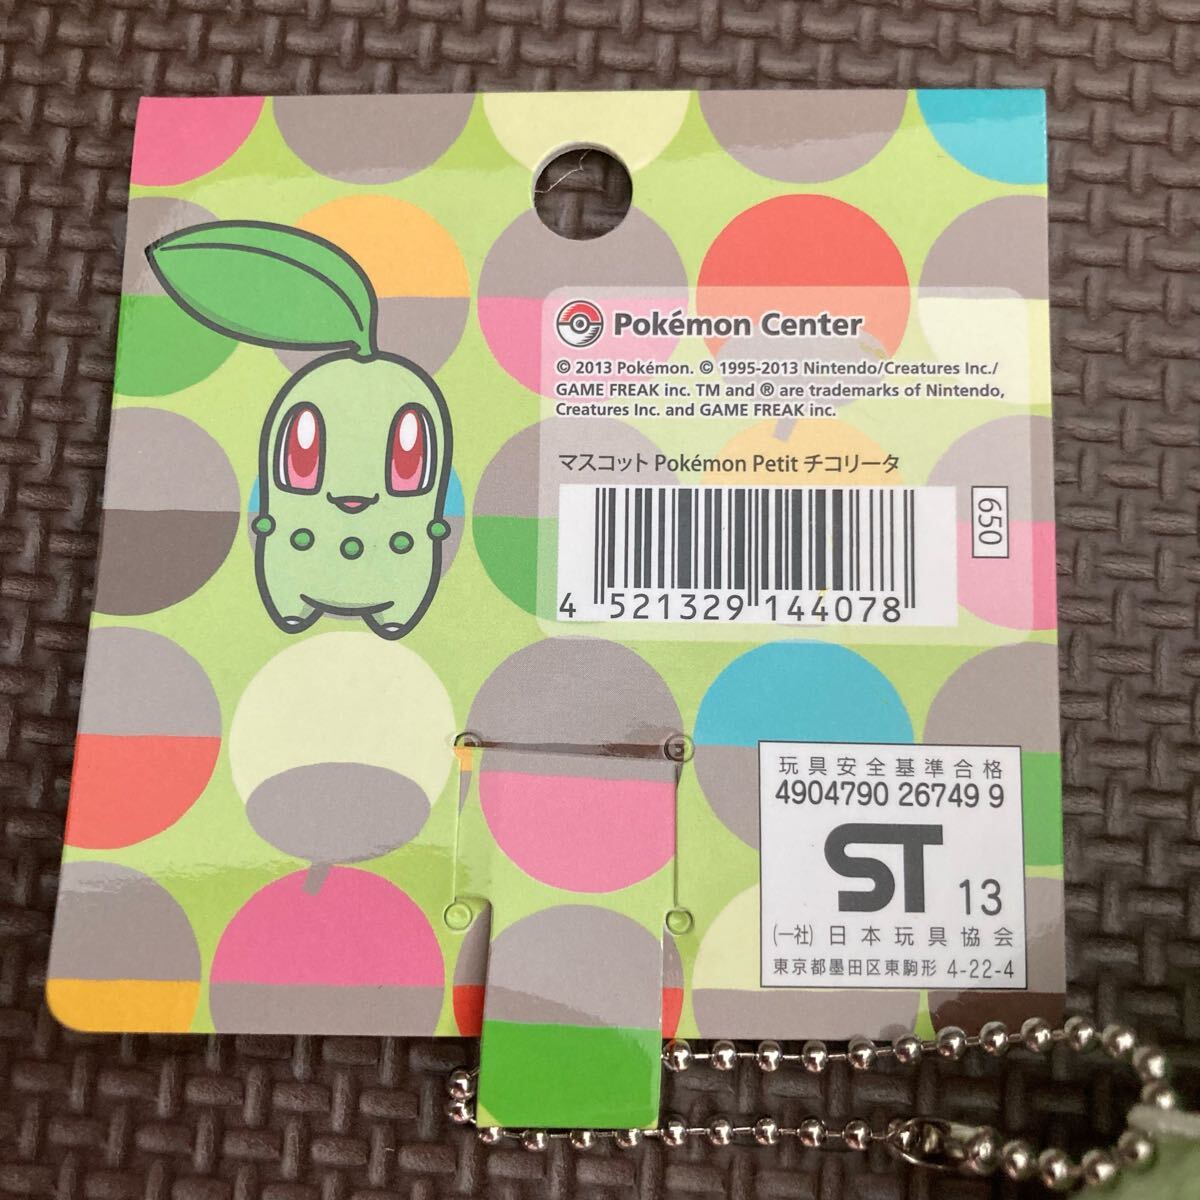 Pokémon Center
© 2013 Pokémon. © 1995-2013 Nintendo/Creatures Inc./
GAME FREAK inc. TM and ® are trademarks of Nintendo,
Creatures Inc. and GAME FREAK inc.
マスコット Pokémon Petit チコリータ
650
4 521329 144078
玩具安全基準合格
4904790 26749 9
ST 13
(一社) 日本玩具協会
東京都墨田区東駒形 4-22-4